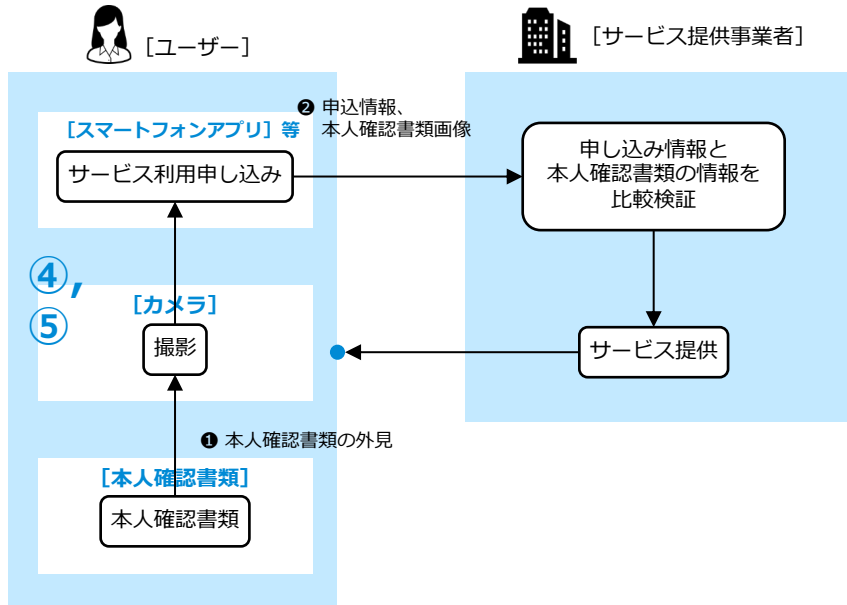 [ユーザー]
[サービス提供事業者]
❷ 申込情報、
本人確認書類画像
[スマートフォンアプリ] 等
サービス利用申し込み
申し込み情報と
本人確認書類の情報を
比較検証
④,
⑤
[カメラ]
撮影
サービス提供
❶ 本人確認書類の外見
[本人確認書類]
本人確認書類